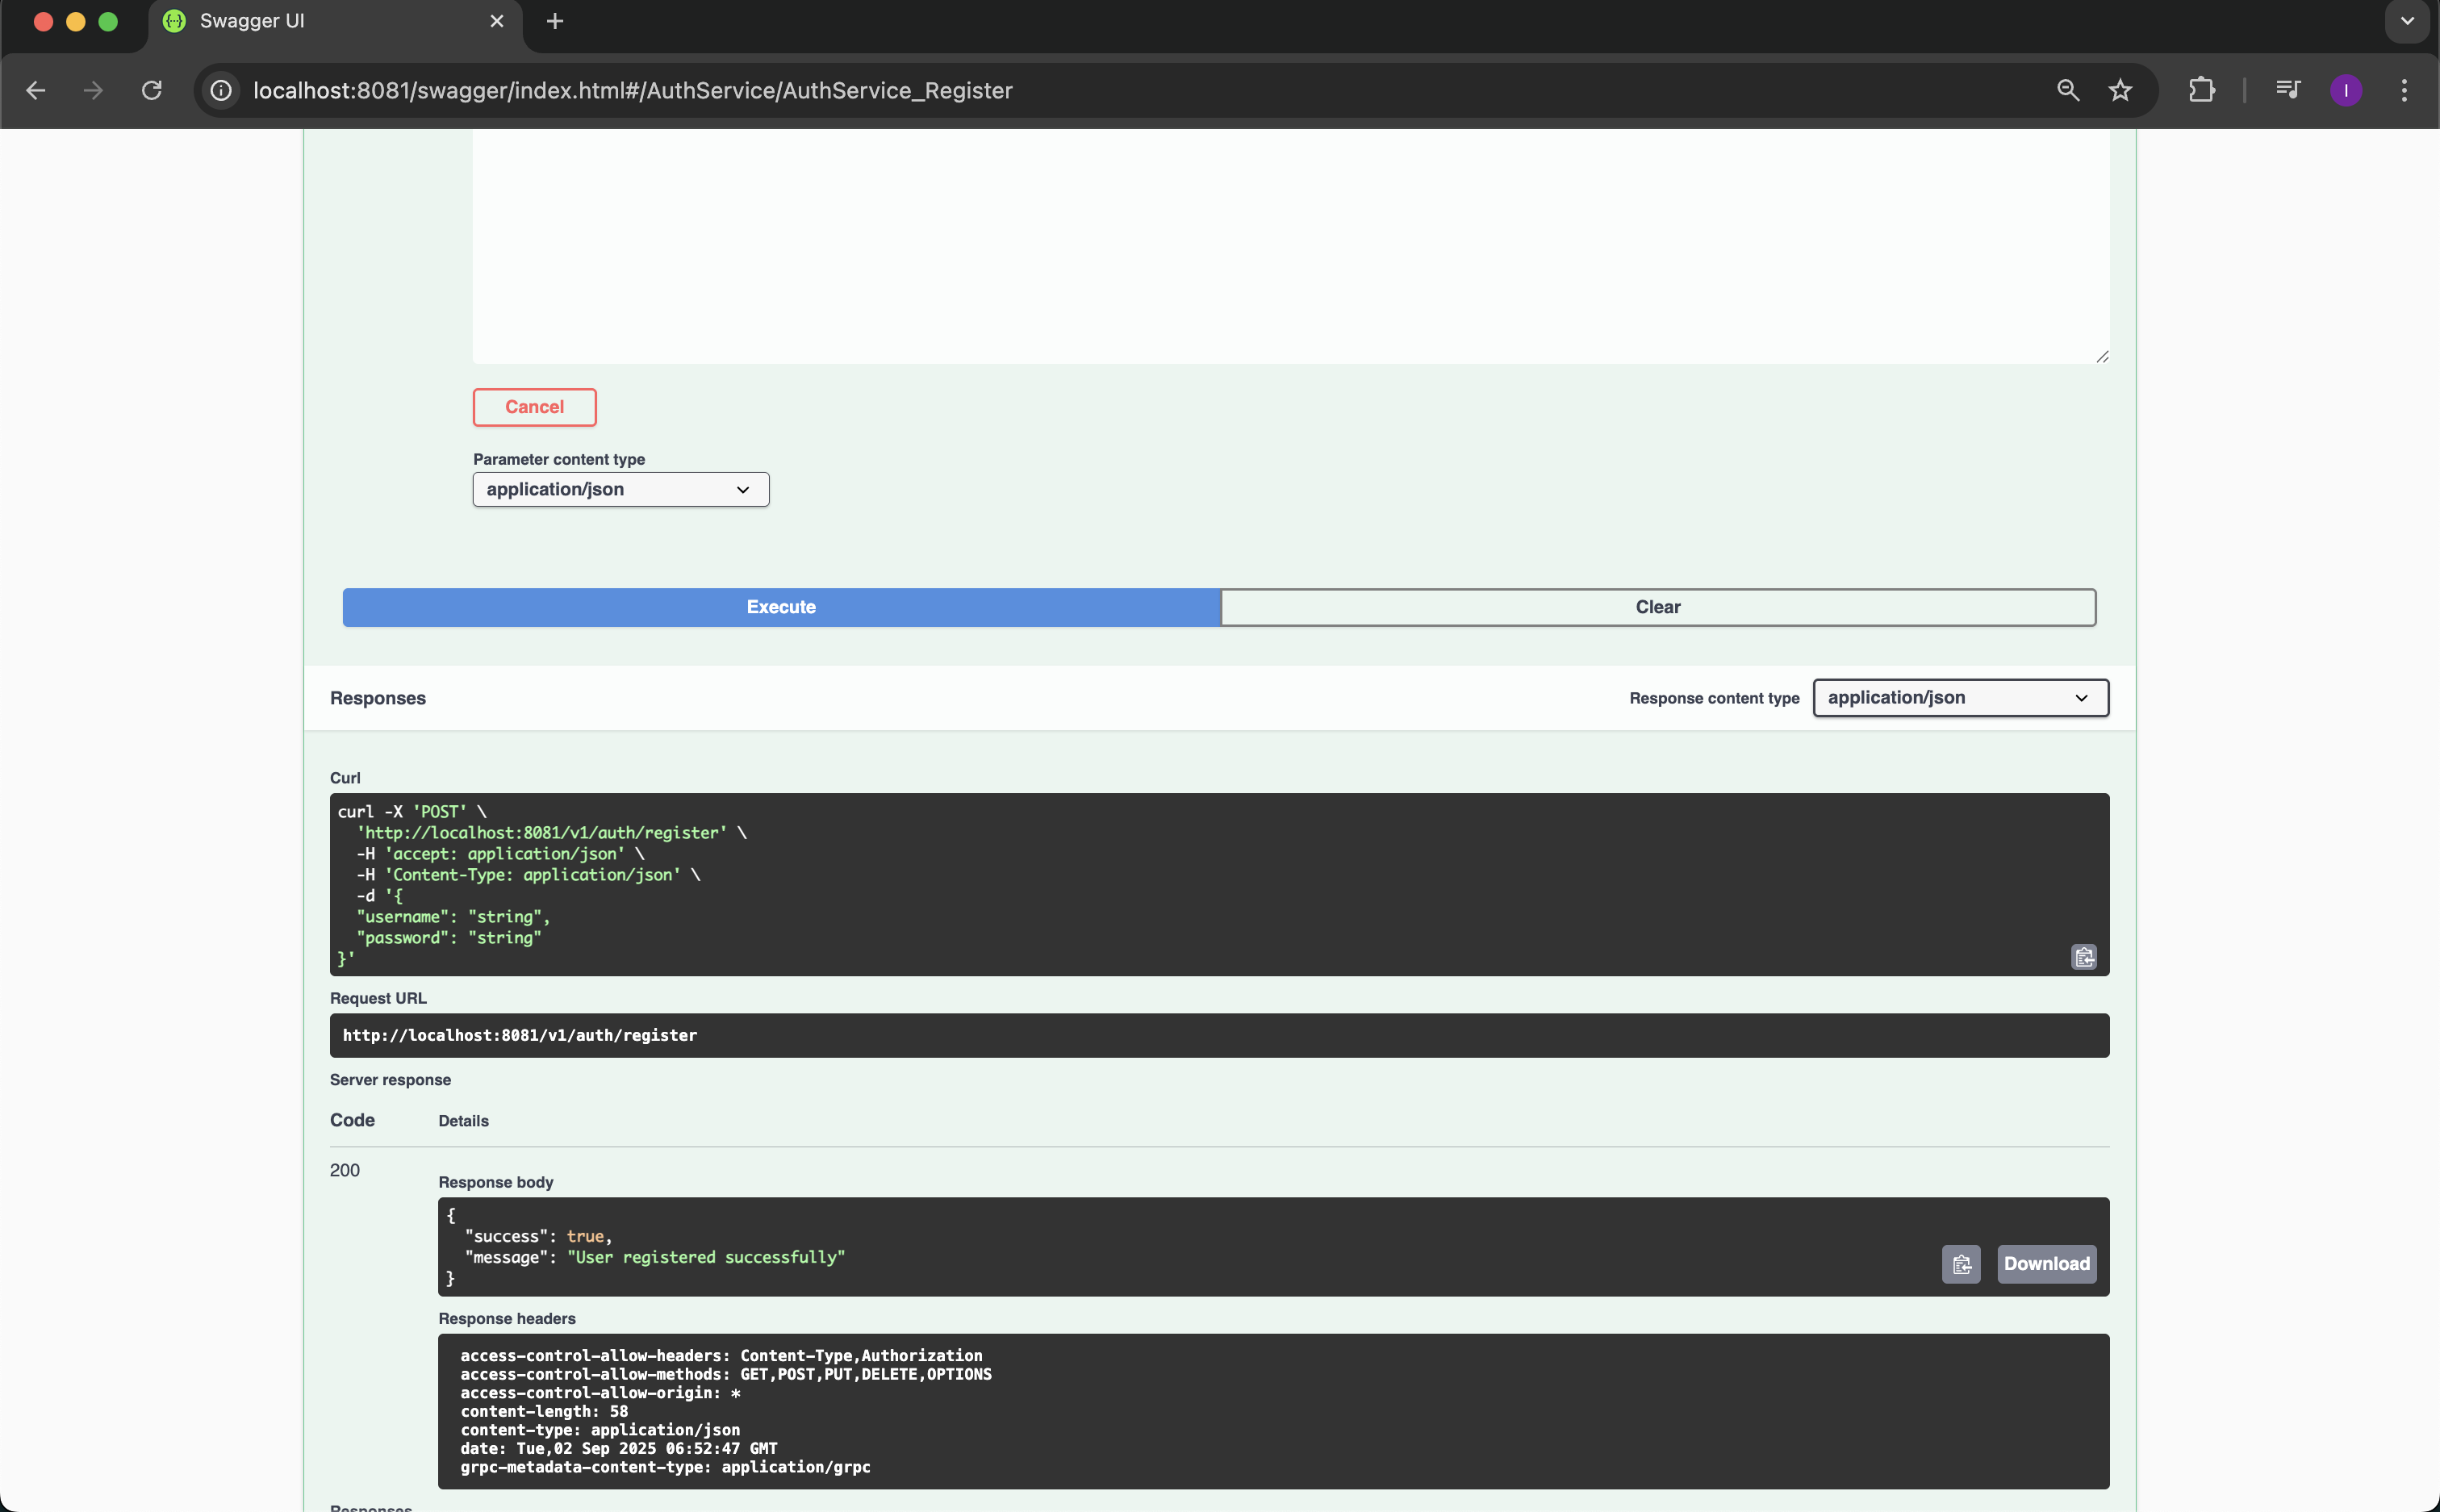 Swagger UI
localhost:8081/swagger/index.html#/AuthService/AuthService_Register
I
Cancel
Parameter content type
application/json
Execute
Clear
Responses
Response content type
application/json
Curl
curl -X 'POST' \
'http://localhost:8081/v1/auth/register' \
-H 'accept: application/json' \
-H 'Content-Type: application/json' \
-d '{
"username": "string",
"password": "string"
}'
Request URL
http://localhost:8081/v1/auth/register
Server response
Code
Details
200
Response body
{
"success": true,
"message": "User registered successfully"
}
Download
Response headers
access-control-allow-headers: Content-Type,Authorization
access-control-allow-methods: GET,POST,PUT,DELETE,OPTIONS
access-control-allow-origin: *
content-length: 58
content-type: application/json
date: Tue,02 Sep 2025 06:52:47 GMT
grpc-metadata-content-type: application/grpc
Responses